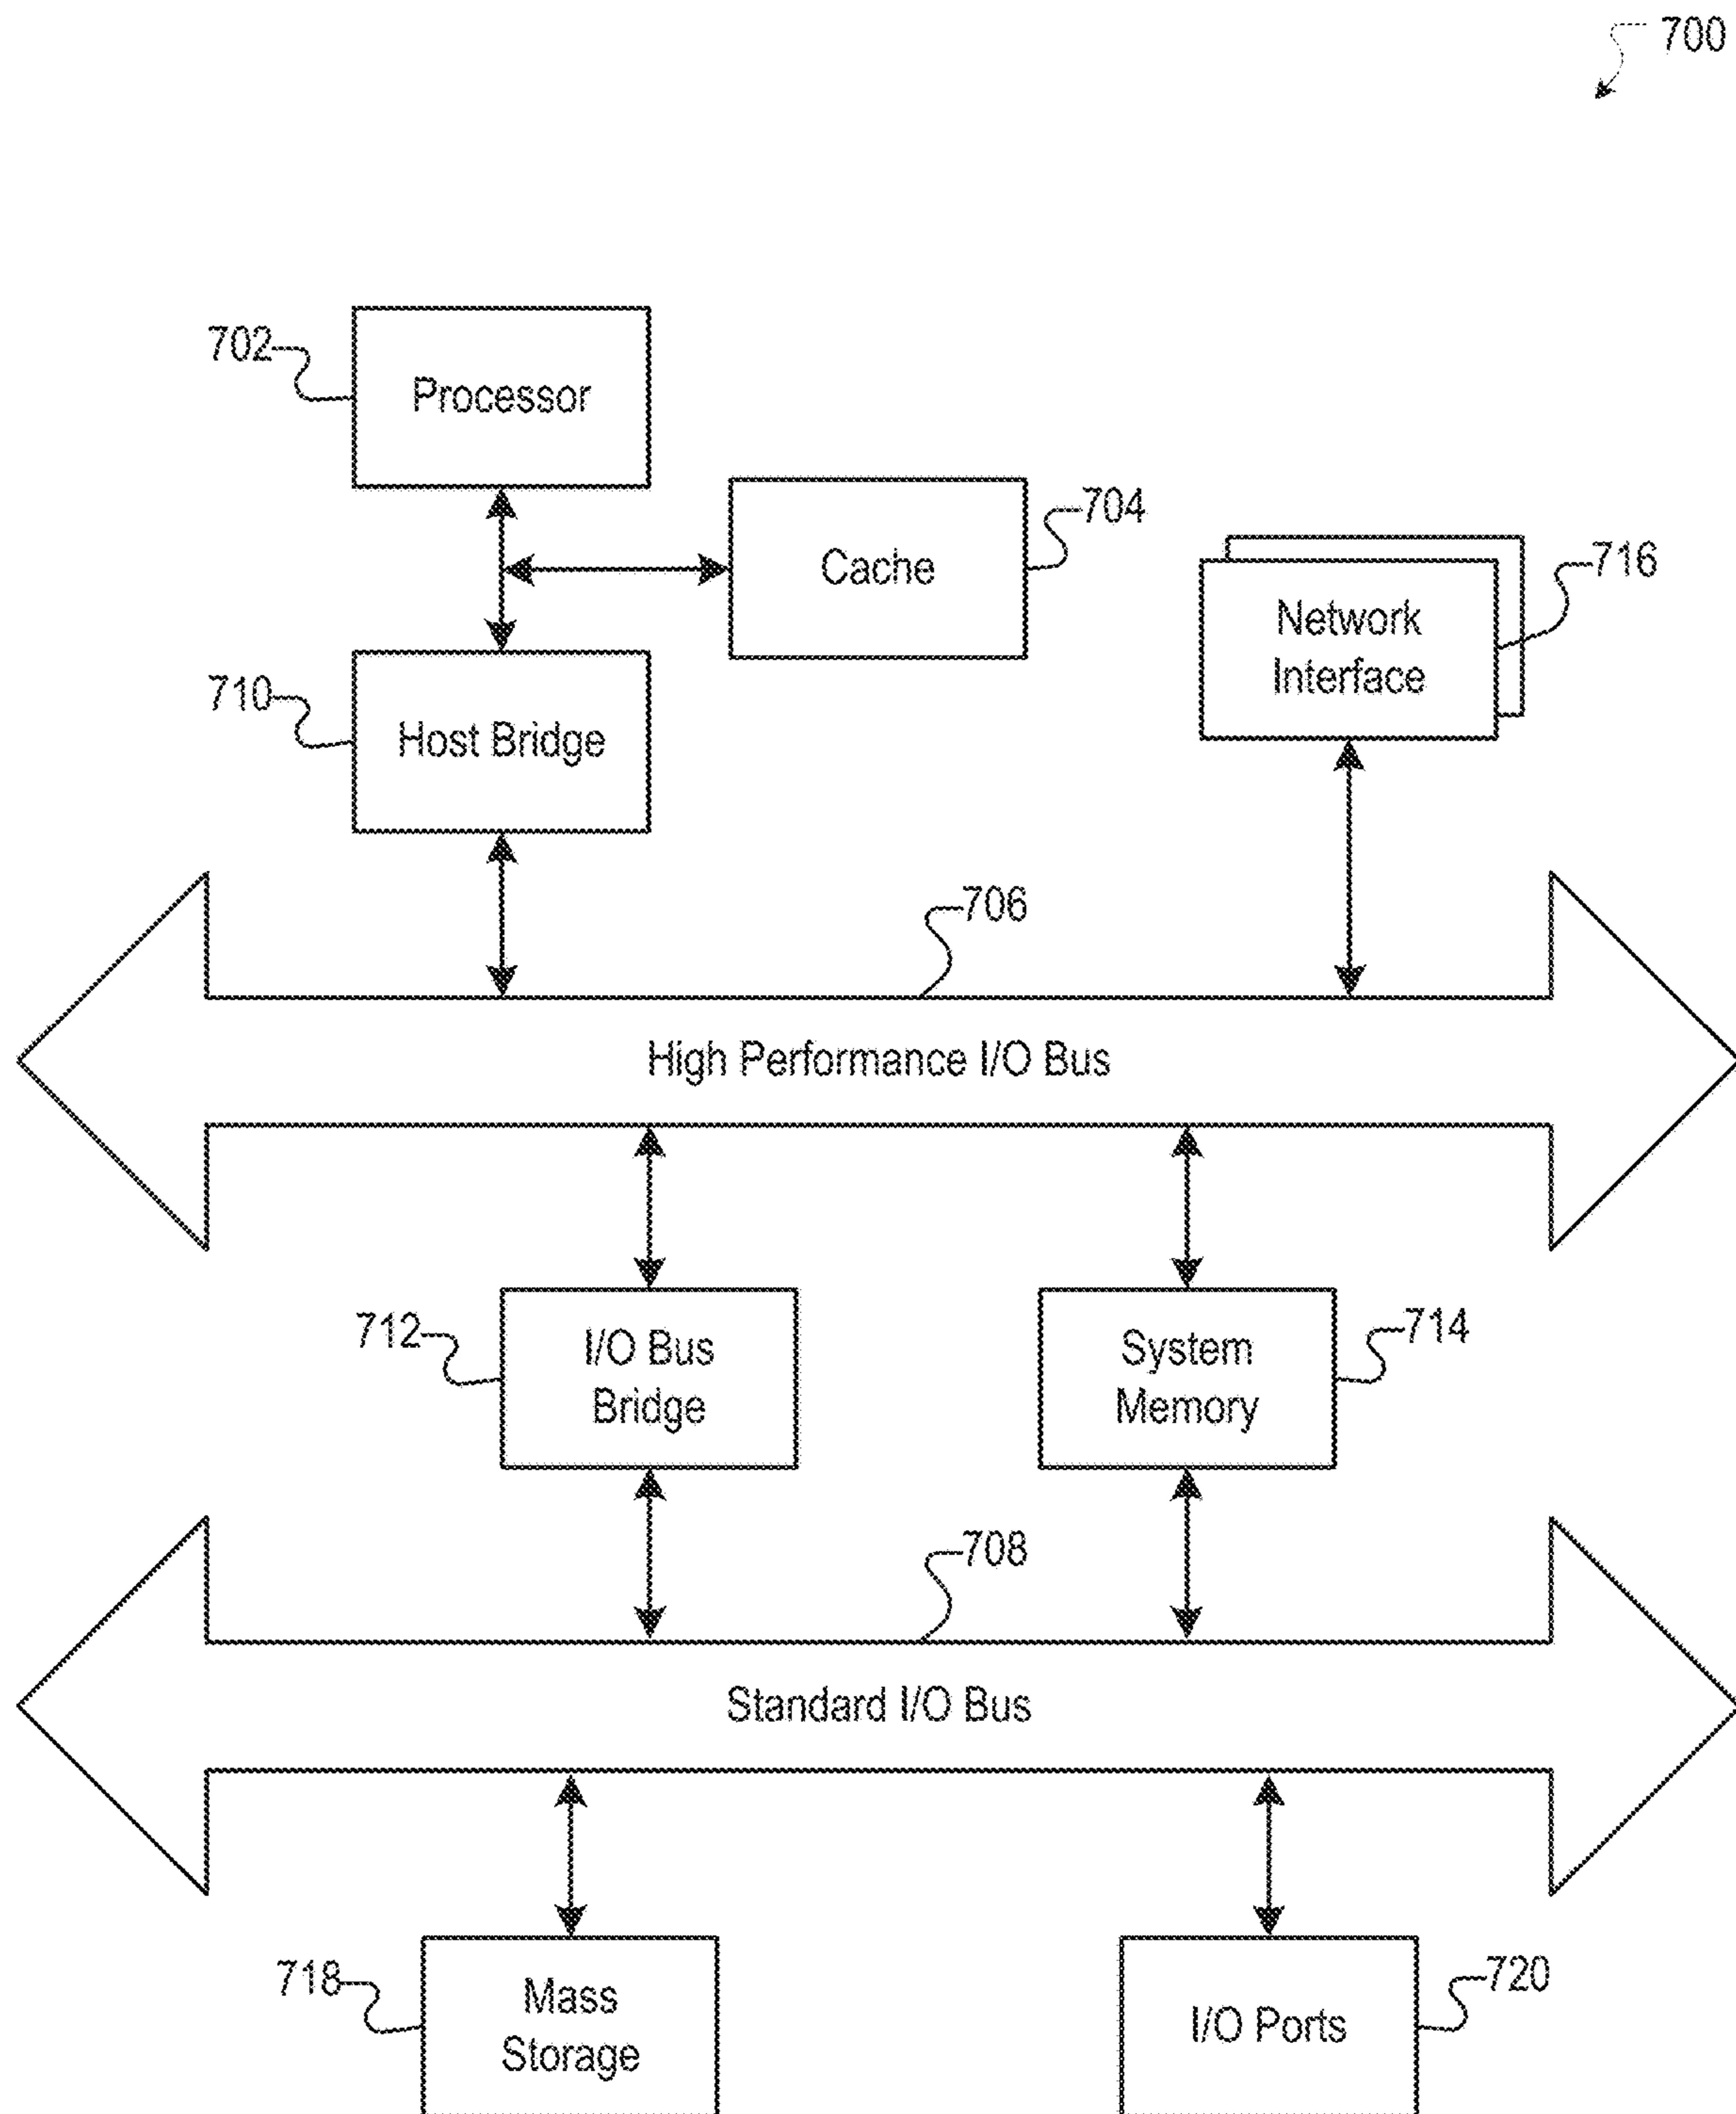 700
702
Processor
704
Cache
716
Network
Interface
710
Host Bridge
706
High Performance I/O Bus
712
I/O Bus
Bridge
System
Memory
714
708
Standard I/O Bus
718
Mass
Storage
I/O Ports
720